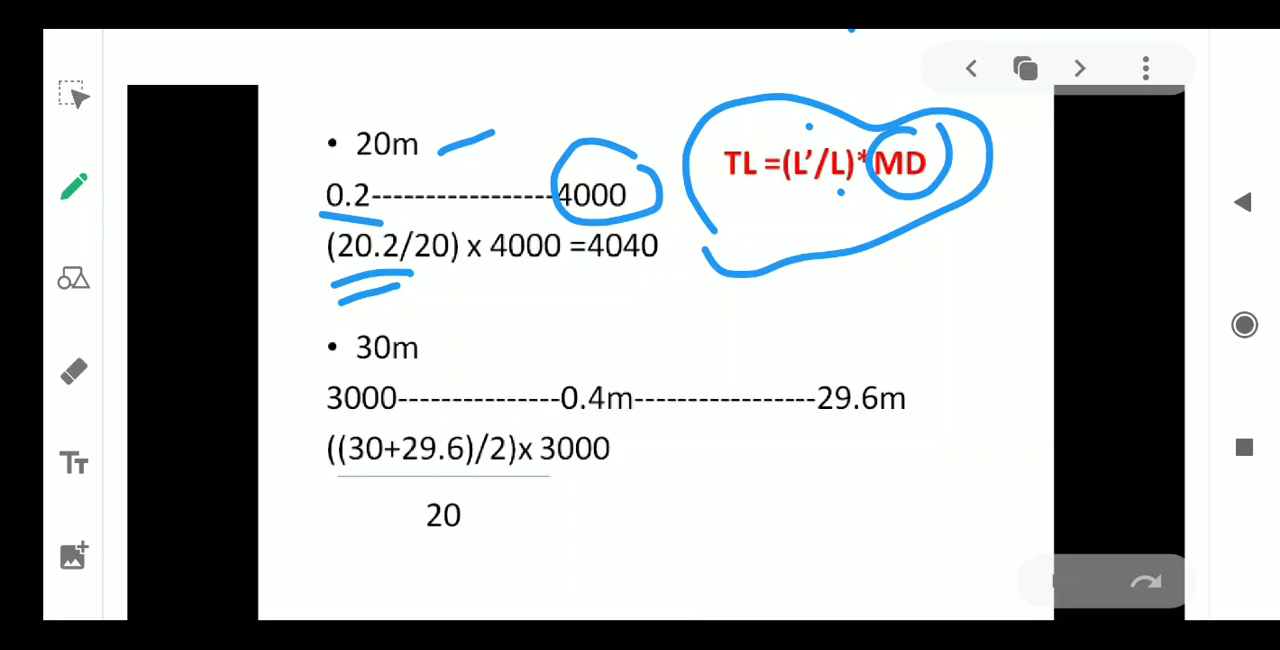 • 20m
TL =(L’/L)*MD
0.2------------------4000
(20.2/20) x 4000 =4040
• 30m
3000---------------0.4m-----------------29.6m
((30+29.6)/2)x 3000
20
Tт